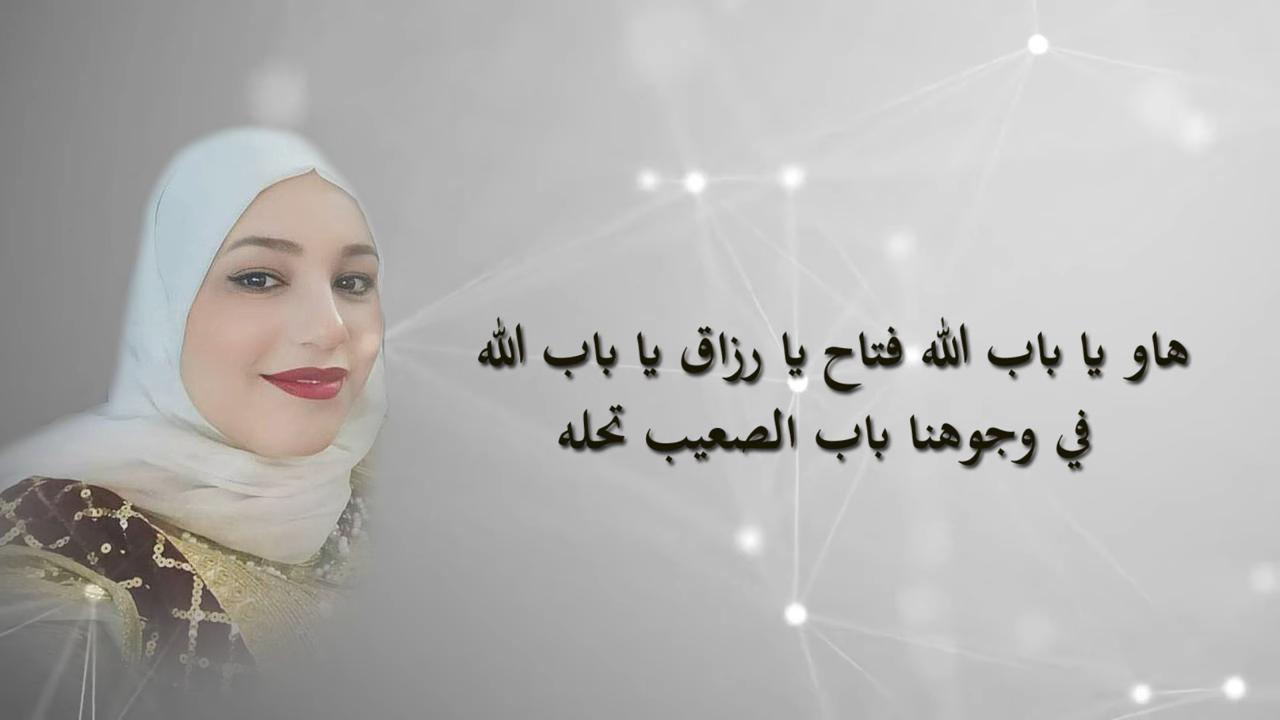 هاو يا باب الله فتاح يا رزاق يا باب الله
في وجوهنا باب الصعيب تحله